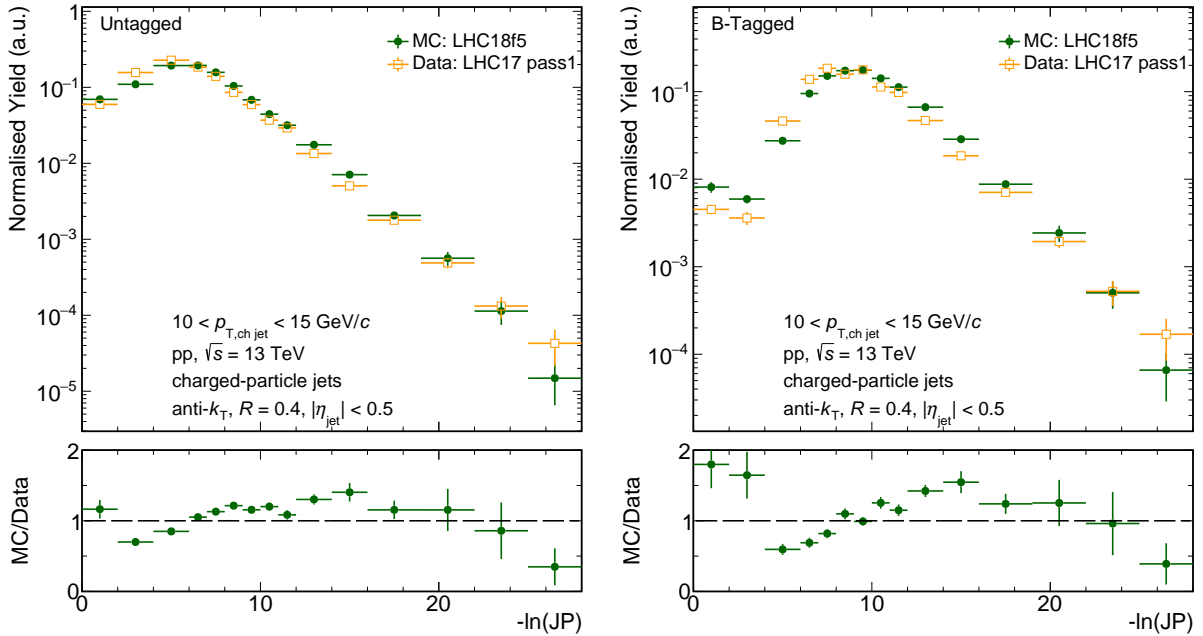 Untagged
MC: LHC18f5
Data: LHC17 pass1
Normalised Yield (a.u.)
1
10⁻¹
10⁻²
10⁻³
10⁻⁴
10⁻⁵
10 < p_T,ch jet < 15 GeV/c
pp, √s = 13 TeV
charged-particle jets
anti-k_T, R = 0.4, |η_jet| < 0.5
MC/Data
2
1
0
0 10 20
-ln(JP)
B-Tagged
MC: LHC18f5
Data: LHC17 pass1
Normalised Yield (a.u.)
1
10⁻¹
10⁻²
10⁻³
10⁻⁴
10 < p_T,ch jet < 15 GeV/c
pp, √s = 13 TeV
charged-particle jets
anti-k_T, R = 0.4, |η_jet| < 0.5
MC/Data
2
1
0
0 10 20
-ln(JP)